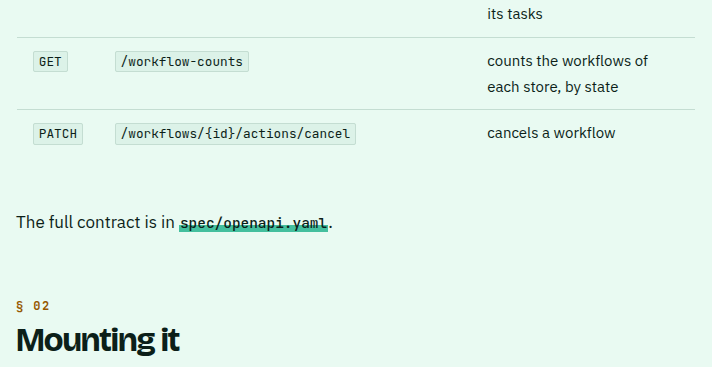 its tasks
GET /workflow-counts counts the workflows of
each store, by state
PATCH /workflows/{id}/actions/cancel cancels a workflow
The full contract is in spec/openapi.yaml.
§ 02
Mounting it